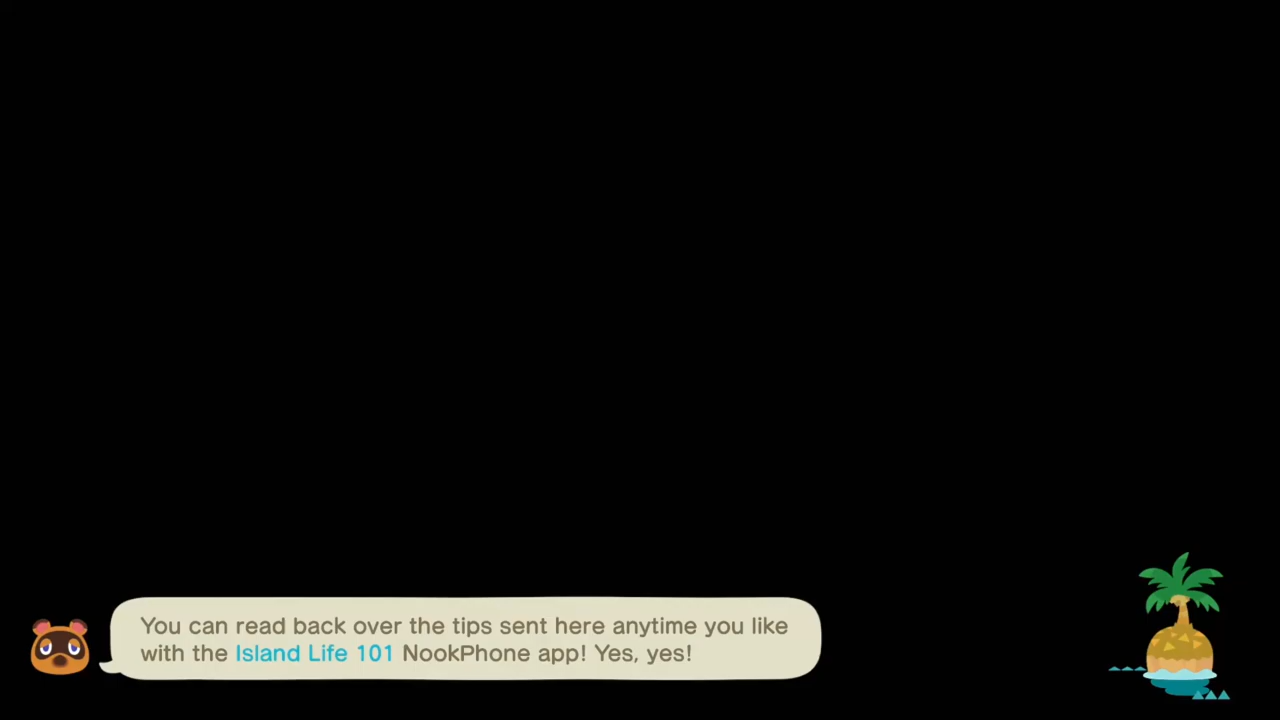 You can read back over the tips sent here anytime you like
with the Island Life 101 NookPhone app! Yes, yes!